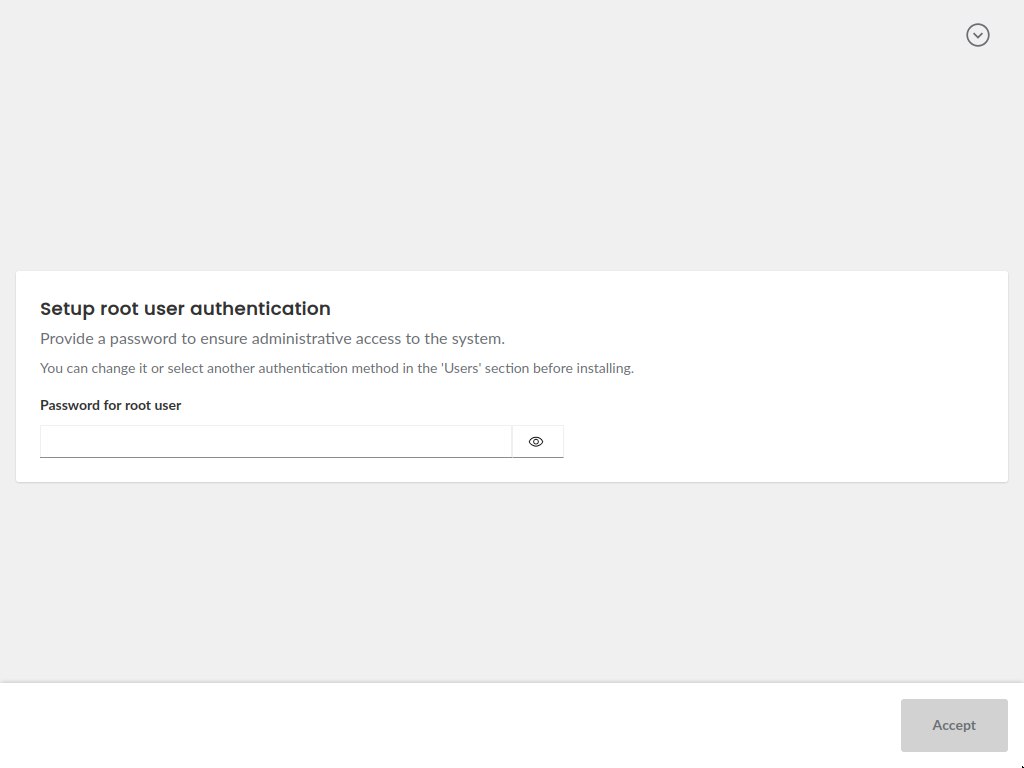 Setup root user authentication
Provide a password to ensure administrative access to the system.
You can change it or select another authentication method in the 'Users' section before installing.
Password for root user
Accept